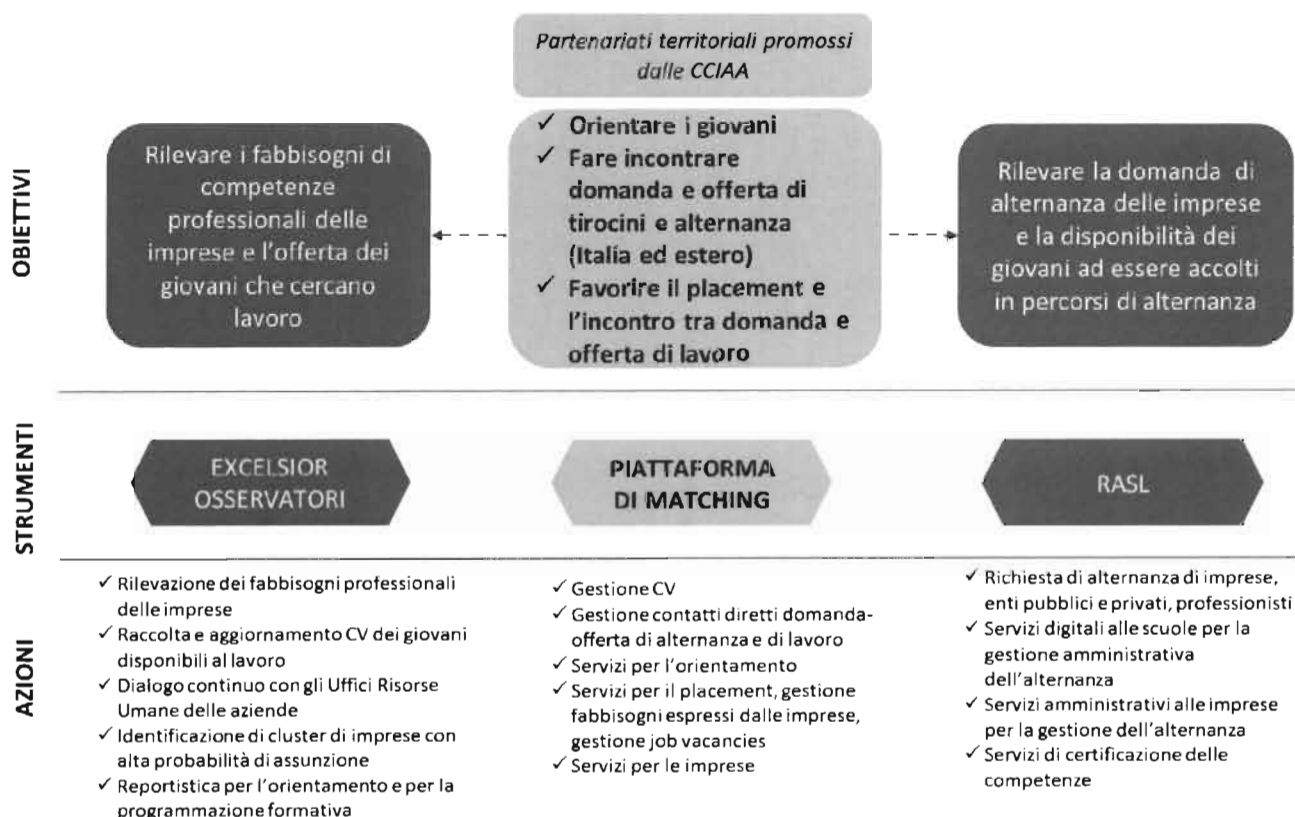 Partenariati territoriali promossi
dalle CCIAA
OBIETTIVI
Rilevare i fabbisogni di
competenze
professionali delle
imprese e l'offerta dei
giovani che cercano
lavoro
✓ Orientare i giovani
✓ Fare incontrare
domanda e offerta di
tirocini e alternanza
(Italia ed estero)
✓ Favorire il placement e
l'incontro tra domanda e
offerta di lavoro
Rilevare la domanda di
alternanza delle imprese
e la disponibilità dei
giovani ad essere accolti
in percorsi di alternanza
STRUMENTI
EXCELSIOR
OSSERVATORI
PIATTAFORMA
DI MATCHING
RASL
AZIONI
✓ Rilevazione dei fabbisogni professionali
delle imprese
✓ Raccolta e aggiornamento CV dei giovani
disponibili al lavoro
✓ Dialogo continuo con gli Uffici Risorse
Umane delle aziende
✓ Identificazione di cluster di imprese con
alta probabilità di assunzione
✓ Reportistica per l'orientamento e per la
programmazione formativa
✓ Gestione CV
✓ Gestione contatti diretti domanda-
offerta di alternanza e di lavoro
✓ Servizi per l'orientamento
✓ Servizi per il placement, gestione
fabbisogni espressi dalle imprese,
gestione job vacancies
✓ Servizi per le imprese
✓ Richiesta di alternanza di imprese,
enti pubblici e privati, professionisti
✓ Servizi digitali alle scuole per la
gestione amministrativa
dell'alternanza
✓ Servizi amministrativi alle imprese
per la gestione dell'alternanza
✓ Servizi di certificazione delle
competenze